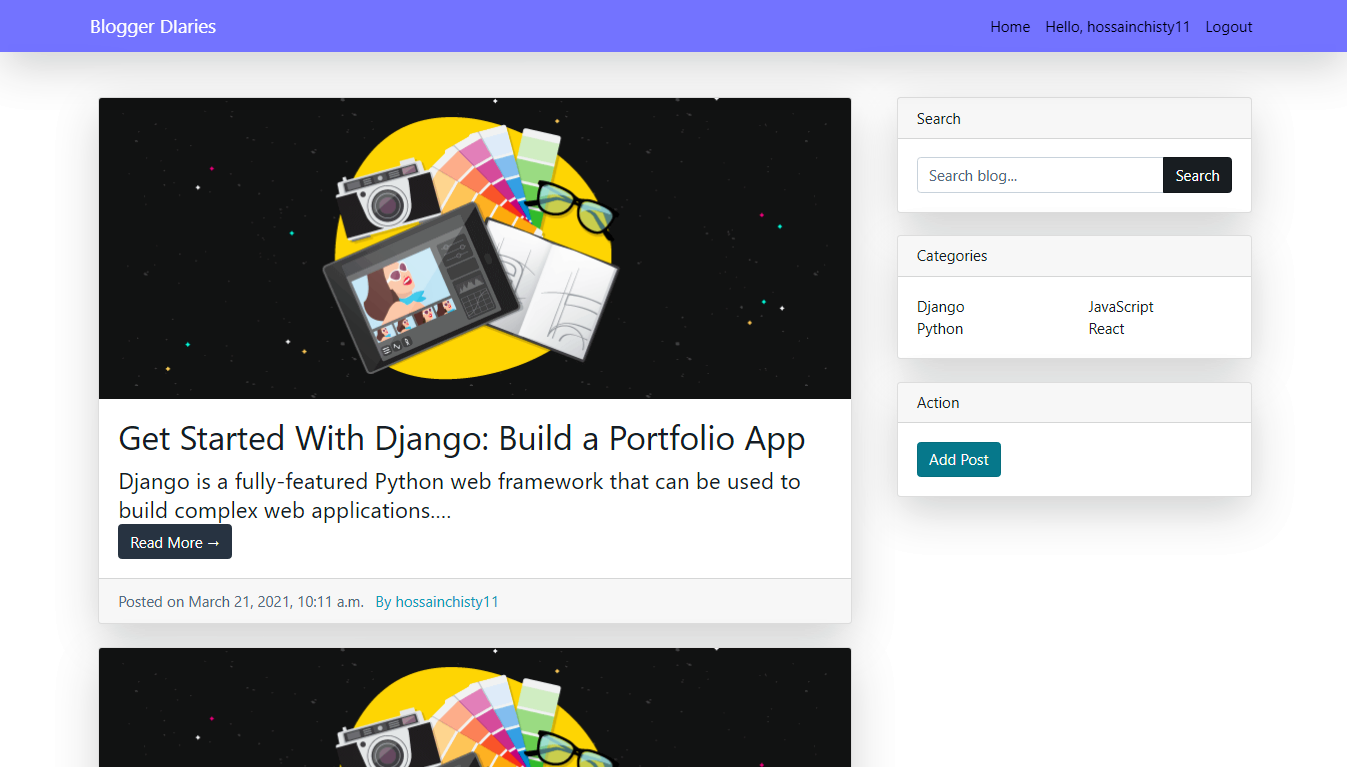 Blogger DIaries
Home Hello, hossainchisty11 Logout
Get Started With Django: Build a Portfolio App
Django is a fully-featured Python web framework that can be used to
build complex web applications....
Read More →
Posted on March 21, 2021, 10:11 a.m. By hossainchisty11
Search
Search blog... Search
Categories
Django JavaScript
Python React
Action
Add Post